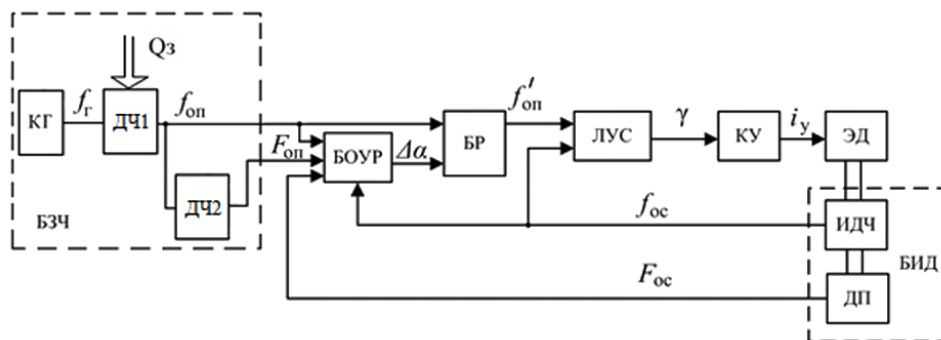 Qз
КГ
fг
ДЧ1
fоп
Fоп
БОУР
Δα
БР
f′оп
ЛУС
γ
КУ
iу
ЭД
ДЧ2
БЗЧ
fос
ИДЧ
БИД
Fос
ДП